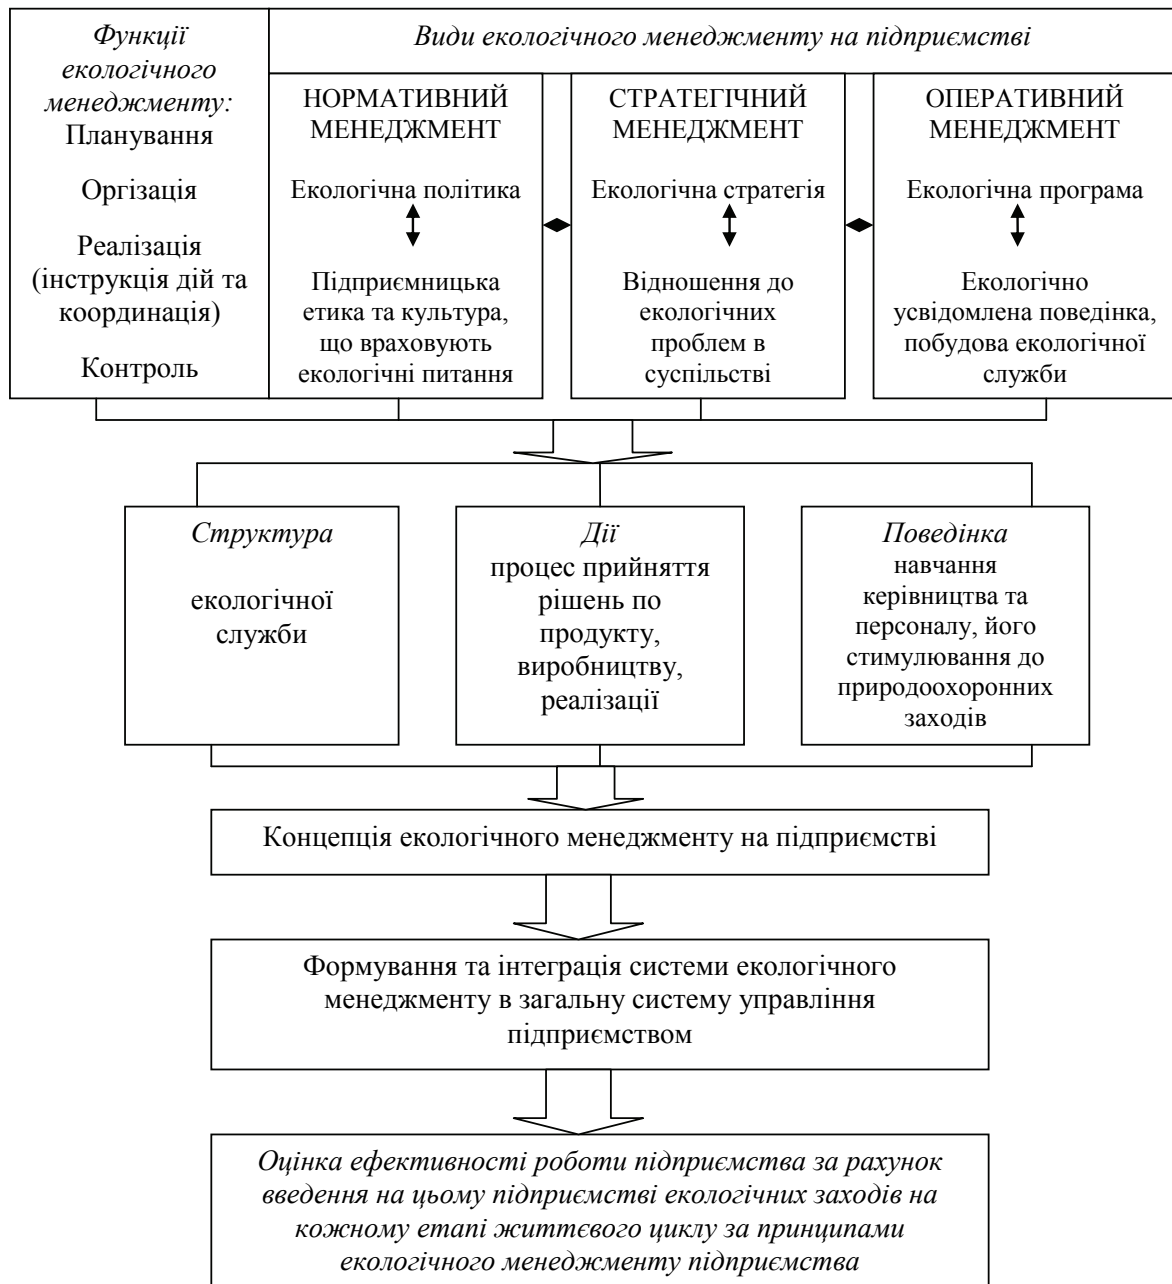 Функції
екологічного
менеджменту:
Планування
Оргізація
Реалізація
(інструкція дій та
координація)
Контроль
Види екологічного менеджменту на підприємстві
НОРМАТИВНИЙ
МЕНЕДЖМЕНТ
Екологічна політика
Підприємницька
етика та культура,
що враховують
екологічні питання
СТРАТЕГІЧНИЙ
МЕНЕДЖМЕНТ
Екологічна стратегія
Відношення до
екологічних
проблем в
суспільстві
ОПЕРАТИВНИЙ
МЕНЕДЖМЕНТ
Екологічна програма
Екологічно
усвідомлена поведінка,
побудова екологічної
служби
Структура
екологічної
служби
Дії
процес прийняття
рішень по
продукту,
виробництву,
реалізації
Поведінка
навчання
керівництва та
персоналу, його
стимулювання до
природоохоронних
заходів
Концепція екологічного менеджменту на підприємстві
Формування та інтеграція системи екологічного
менеджменту в загальну систему управління
підприємством
Оцінка ефективності роботи підприємства за рахунок
введення на цьому підприємстві екологічних заходів на
кожному етапі життєвого циклу за принципами
екологічного менеджменту підприємства